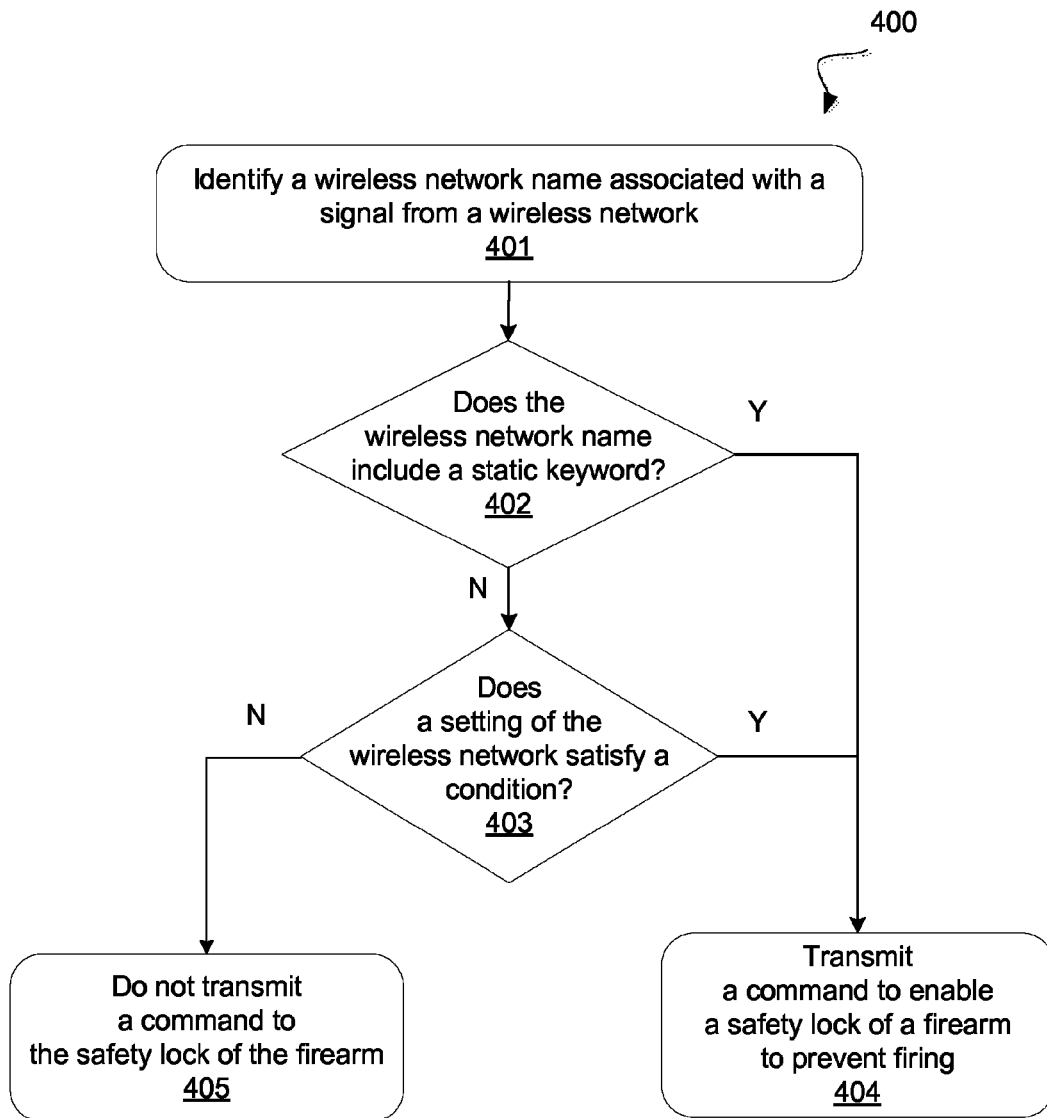 400
Identify a wireless network name associated with a
signal from a wireless network
401
Does the
wireless network name
include a static keyword?
402
Y
N
Does
a setting of the
wireless network satisfy a
condition?
403
N
Y
Do not transmit
a command to
the safety lock of the firearm
405
Transmit
a command to enable
a safety lock of a firearm
to prevent firing
404